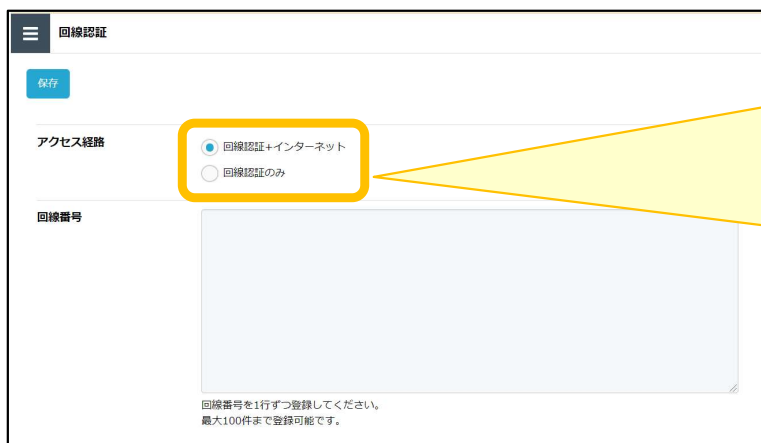 回線認証
保存
アクセス経路
回線認証+インターネット
回線認証のみ
回線番号
回線番号を1行ずつ登録してください。
最大100件まで登録可能です。